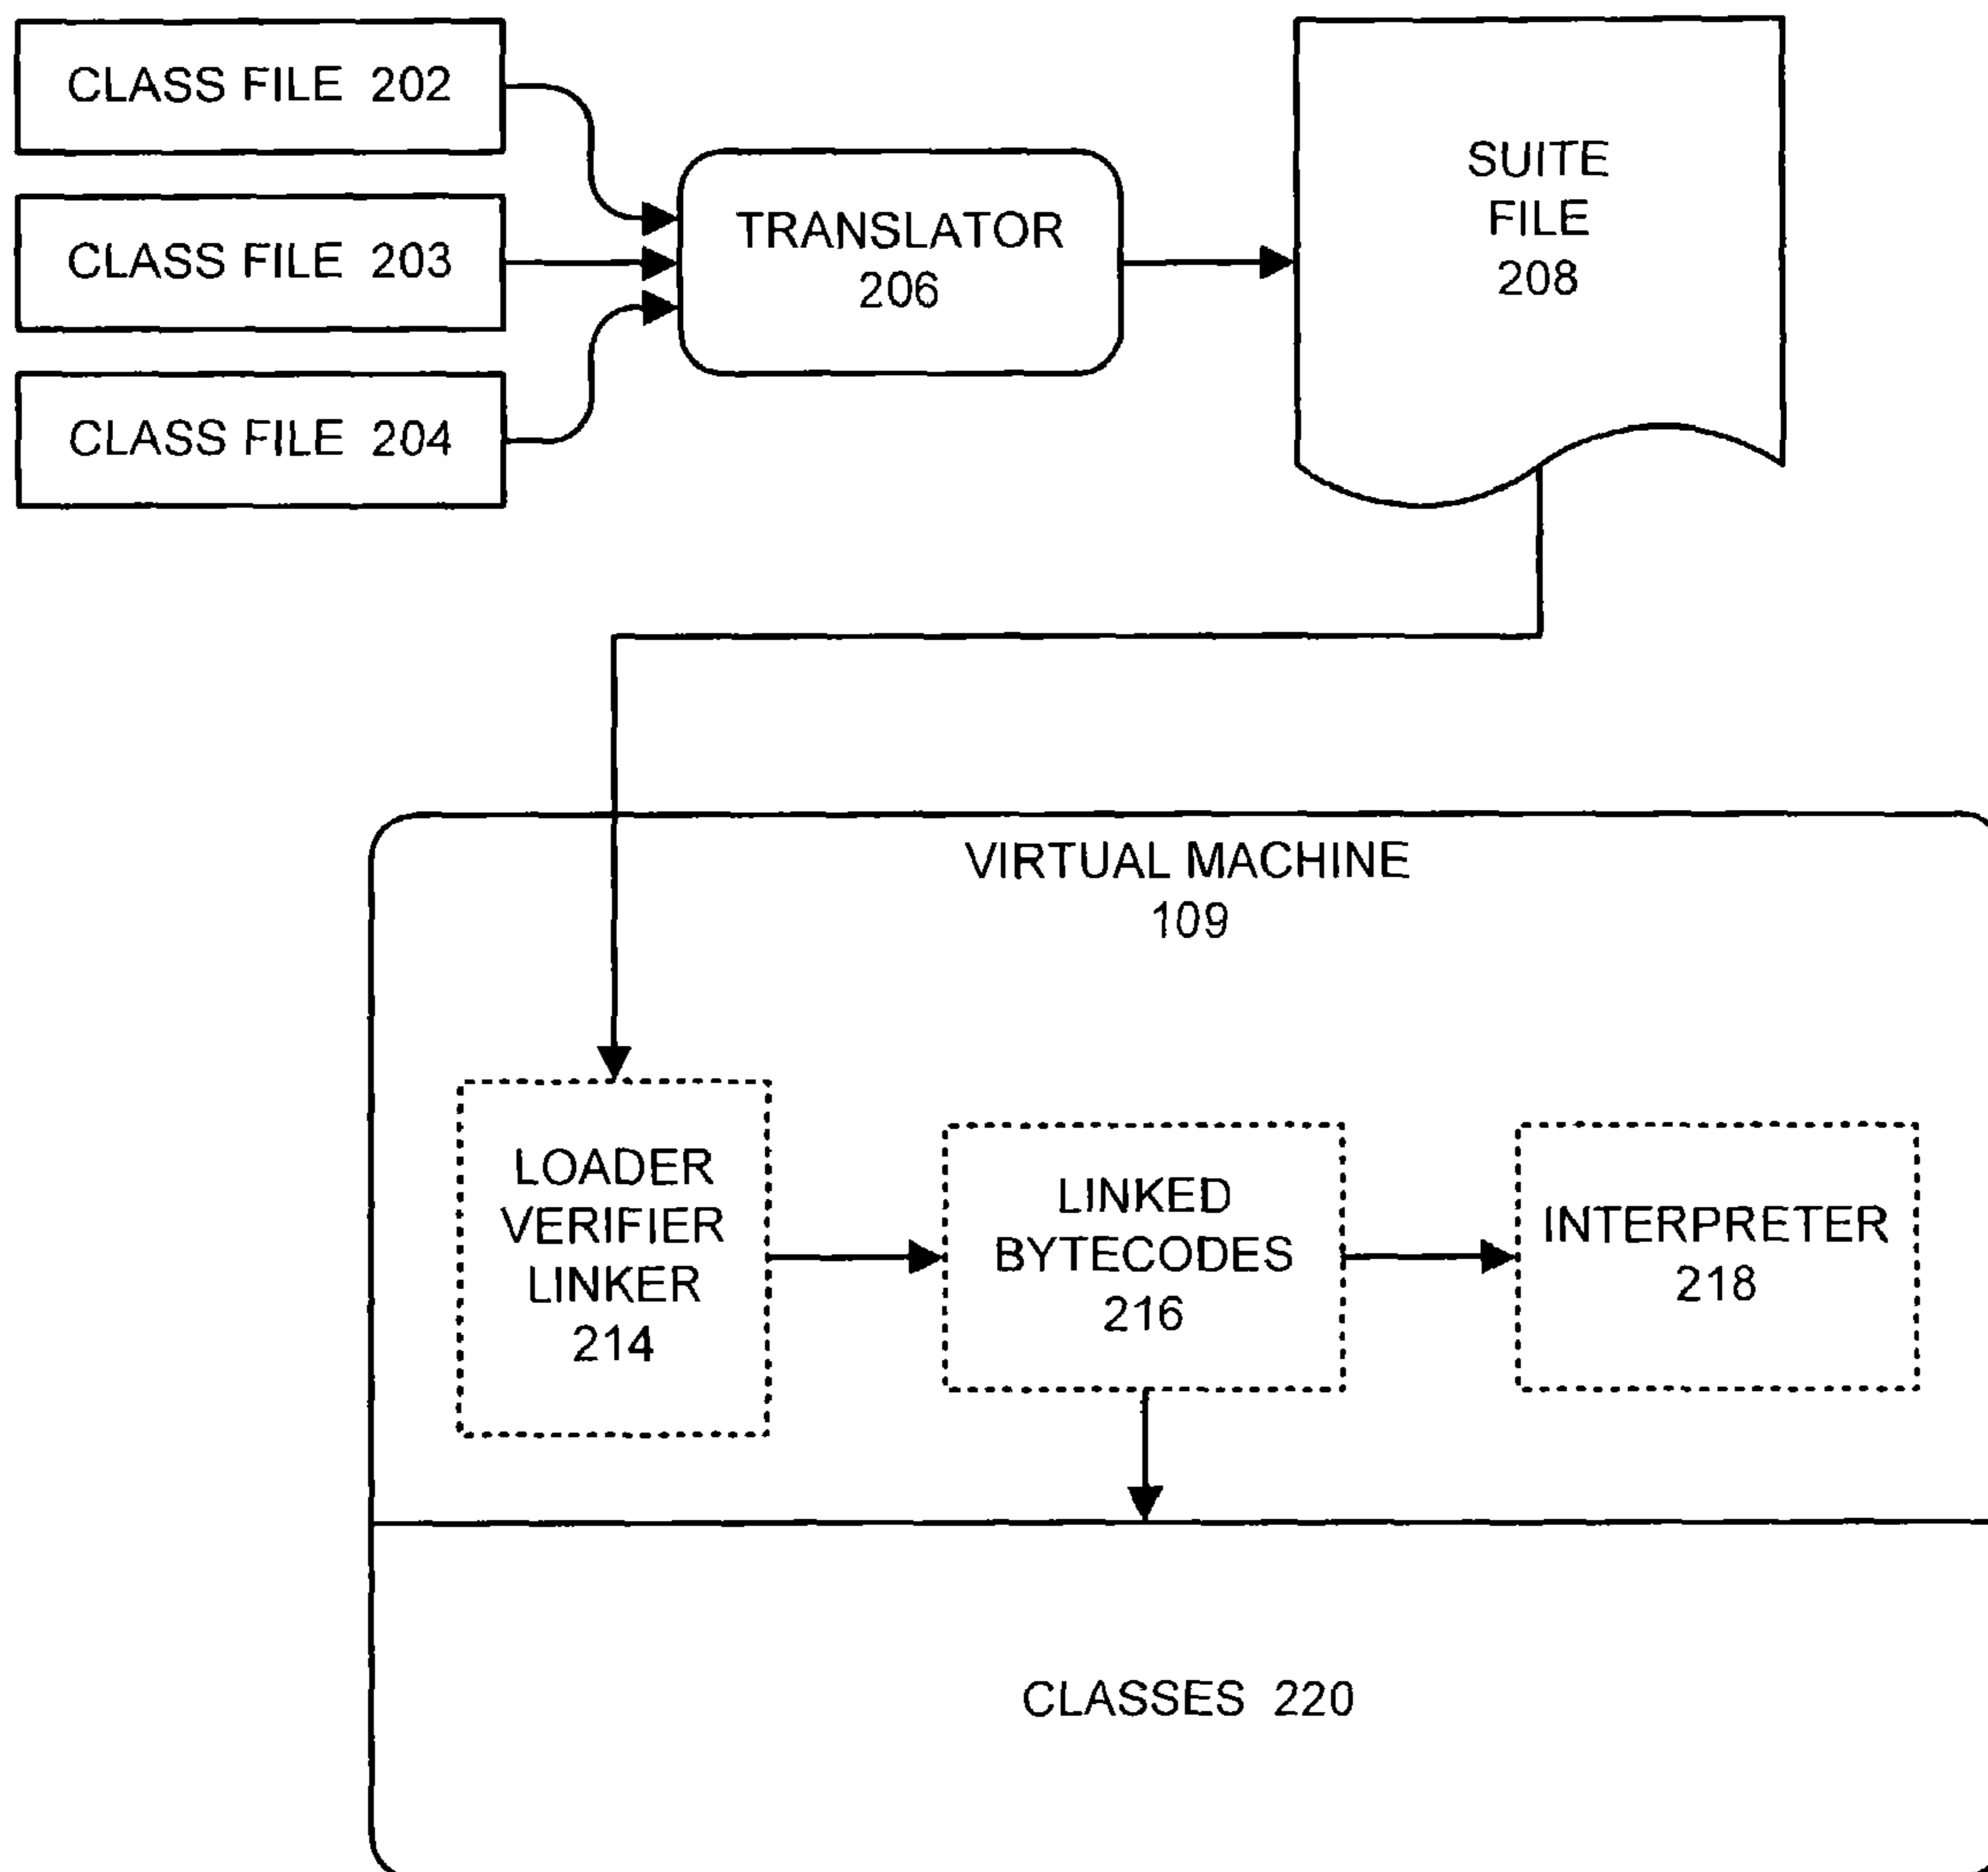 CLASS FILE 202
CLASS FILE 203
CLASS FILE 204
TRANSLATOR
206
SUITE
FILE
208
VIRTUAL MACHINE
109
LOADER
VERIFIER
LINKER
214
LINKED
BYTECODES
216
INTERPRETER
218
CLASSES 220